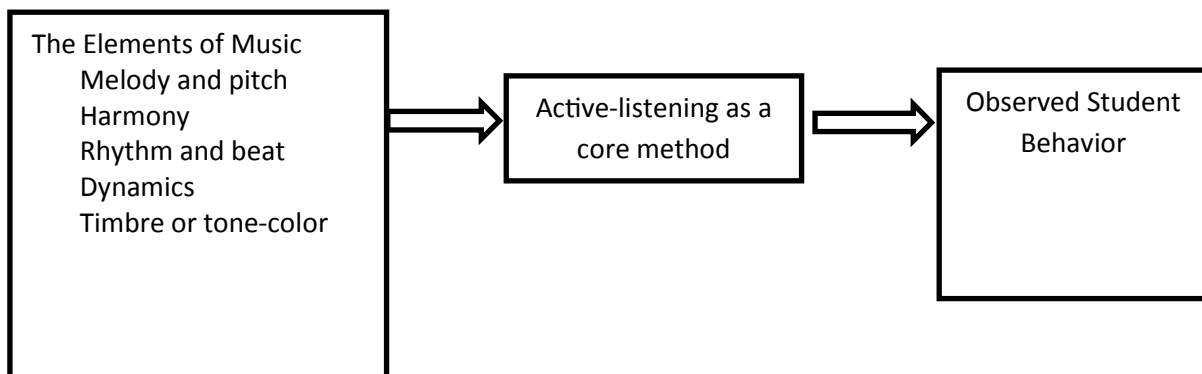 The Elements of Music
Melody and pitch
Harmony
Rhythm and beat
Dynamics
Timbre or tone-color
Active-listening as a
core method
Observed Student
Behavior